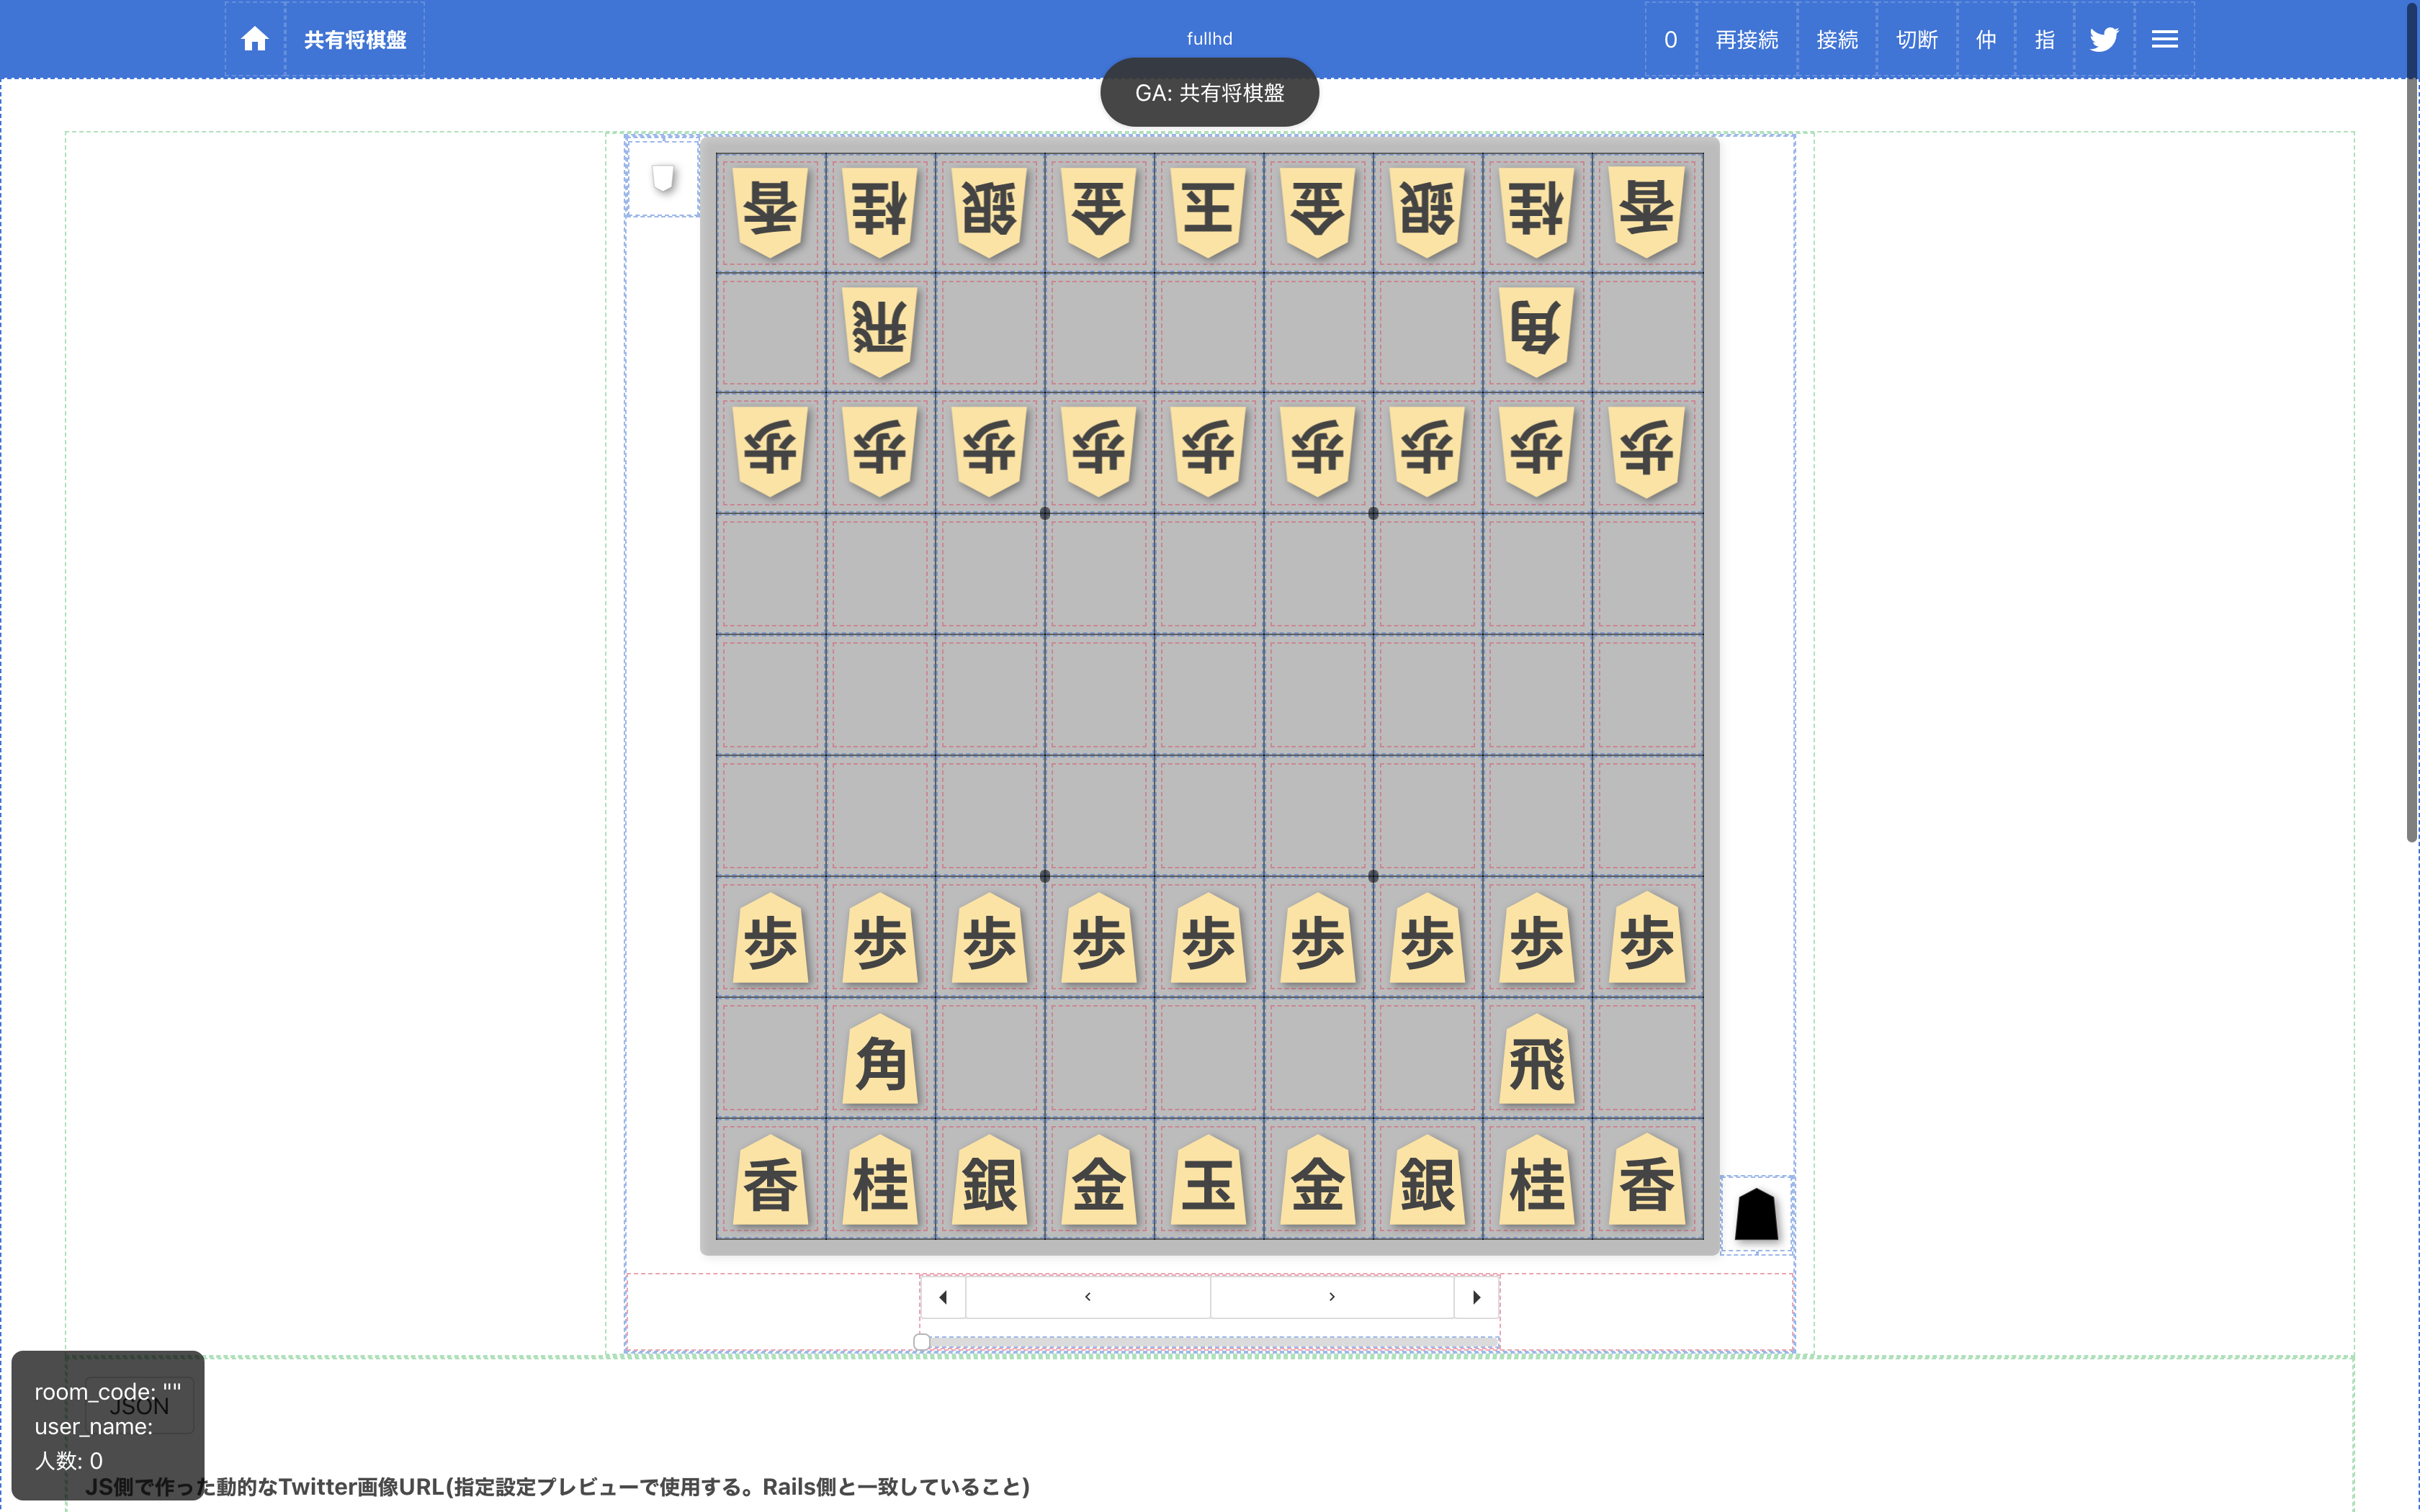 共有将棋盤
fullhd
0 再接続 接続 切断 仲 指
GA: 共有将棋盤
香 桂 銀 金 玉 金 銀 桂 香
飛 角
歩 歩 歩 歩 歩 歩 歩 歩 歩
歩 歩 歩 歩 歩 歩 歩 歩 歩
角 飛
香 桂 銀 金 玉 金 銀 桂 香
room_code: ""
JSON
user_name:
人数: 0
JS側で作った動的なTwitter画像URL(指定設定プレビューで使用する。Rails側と一致していること)